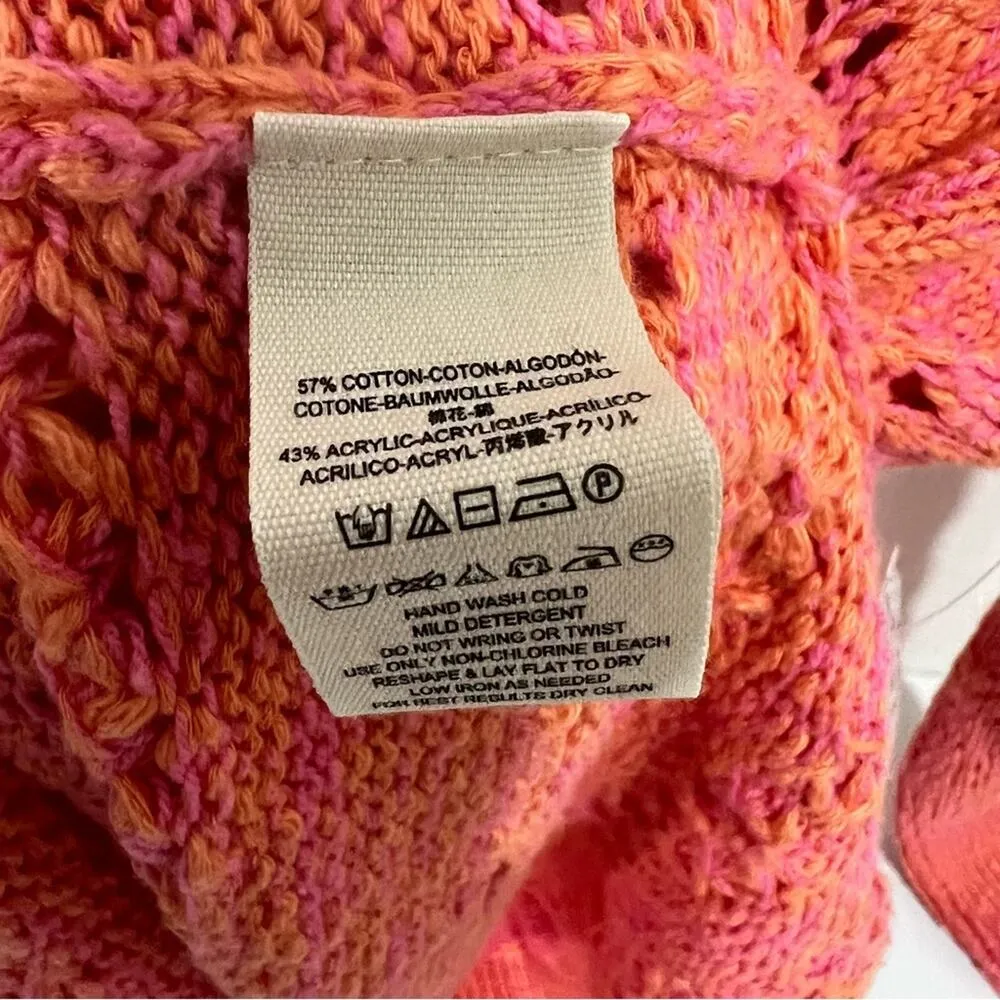 57% COTTON-COTON-ALGODÓN-
COTONE-BAUMWOLLE-ALGODÃO-
棉花-綿
43% ACRYLIC-ACRYLIQUE-ACRÍLICO-
ACRILICO-ACRYL-丙烯酸-アクリル
P
HAND WASH COLD
MILD DETERGENT
DO NOT WRING OR TWIST
USE ONLY NON-CHLORINE BLEACH
RESHAPE & LAY FLAT TO DRY
LOW IRON AS NEEDED
FOR BEST RESULTS DRY CLEAN